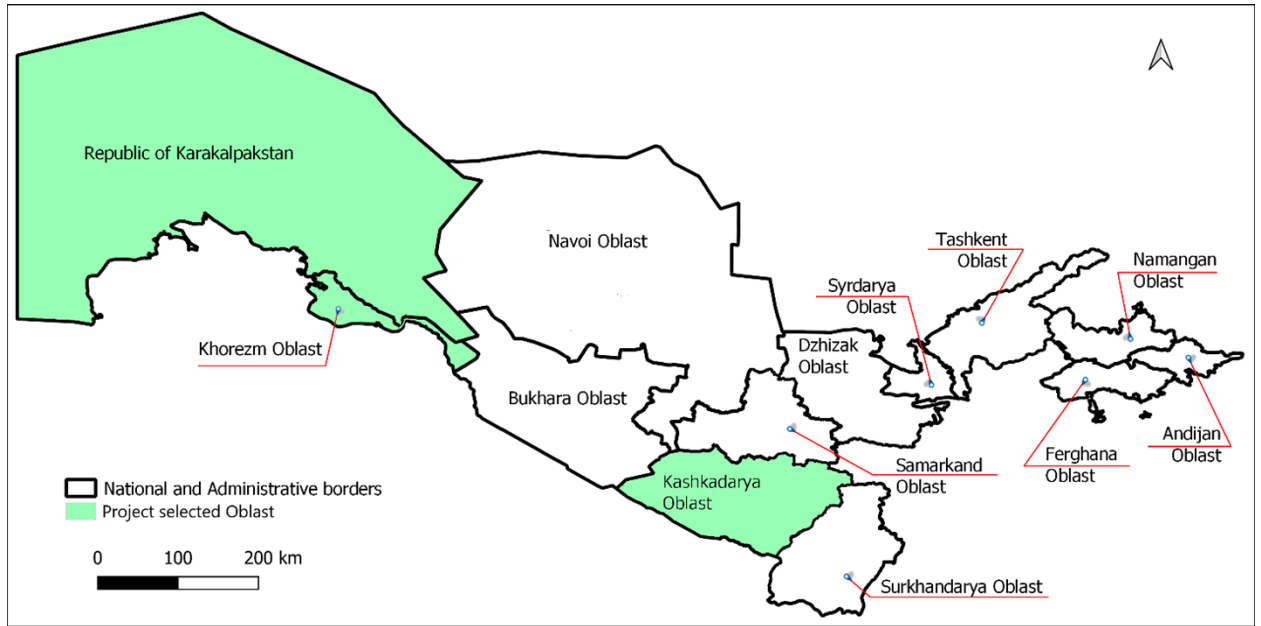 Republic of Karakalpakstan
Navoi Oblast
Tashkent
Oblast
Namangan
Oblast
Syrdarya
Oblast
Khorezm Oblast
Dzhizak
Oblast
Bukhara Oblast
Andijan
Oblast
Ferghana
Oblast
Samarkand
Oblast
Kashkadarya
Oblast
National and Administrative borders
Project selected Oblast
0 100 200 km
Surkhandarya Oblast